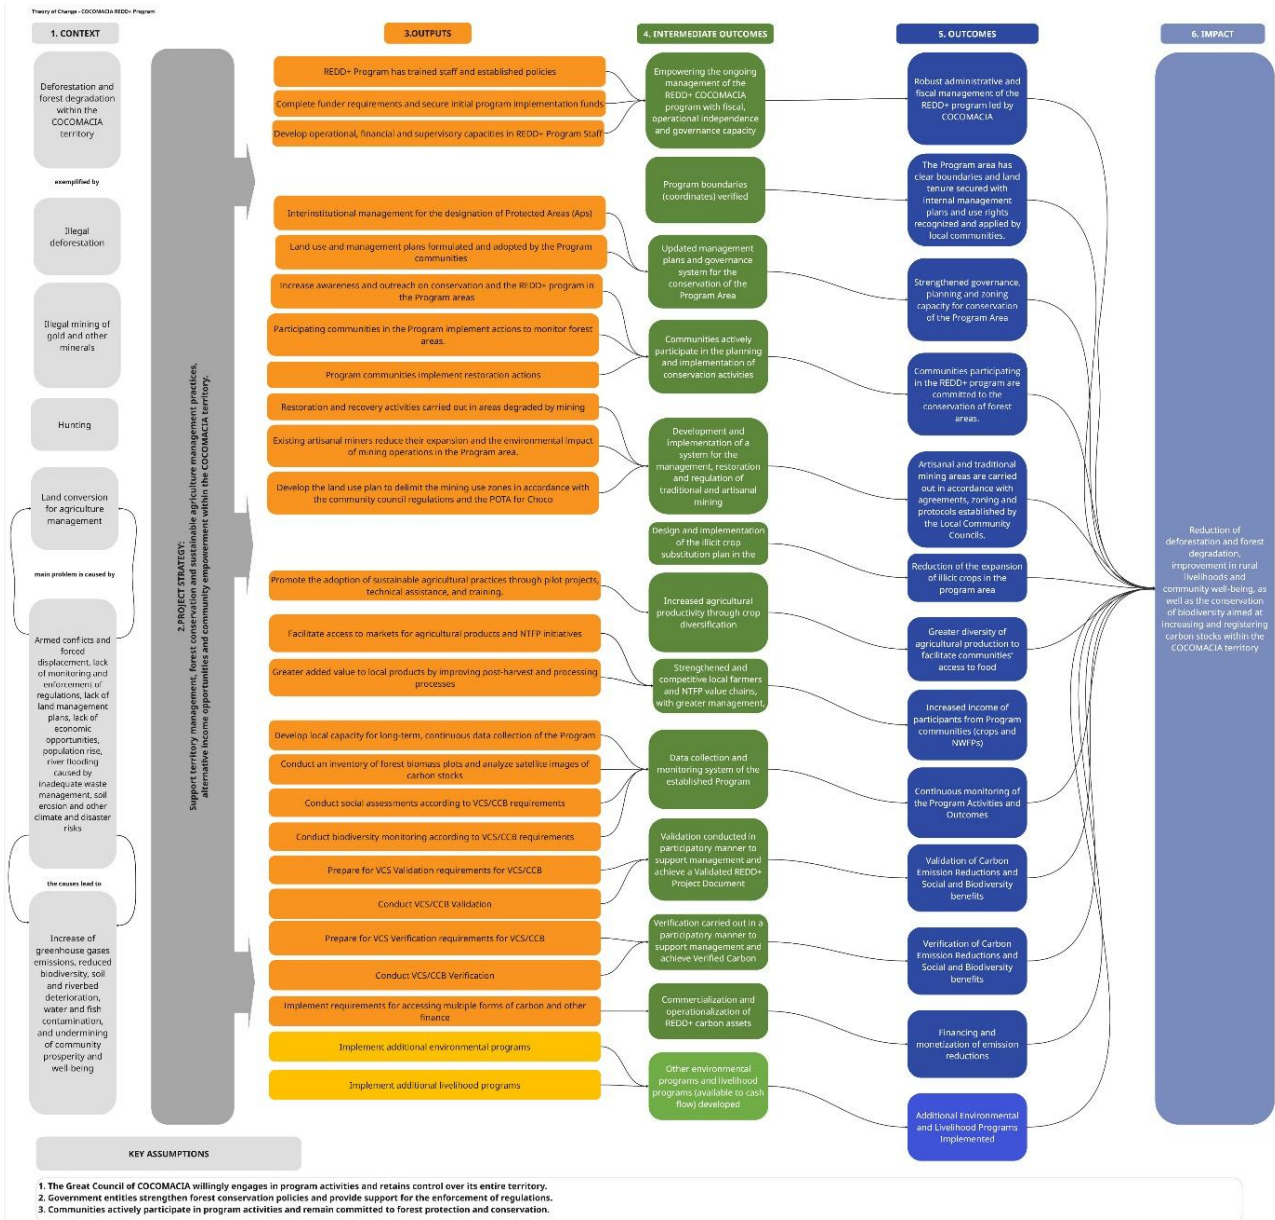 Theory of Change - COCOMACIA REDD+ Program
1. CONTEXT
Deforestation and
forest degradation
within the
COCOMACIA
territory
exemplified by
Illegal
deforestation
Illegal mining of
gold and other
minerals
Hunting
Land conversion
for agriculture
management
main problem is caused by
Armed conflicts and
forced
displacement, lack
of monitoring and
enforcement of
regulations, lack of
land management
plans, lack of
economic
opportunities,
population rise,
river flooding
caused by
inadequate waste
management, soil
erosion and other
climate and disaster
risks
the causes lead to
Increase of
greenhouse gases
emissions, reduced
biodiversity, soil
and riverbed
deterioration,
water and fish
contamination,
and undermining
of community
prosperity and
well-being
2.PROJECT STRATEGY:
Support territory management, forest conservation and sustainable agriculture management practices,
alternative income opportunities and community empowerment within the COCOMACIA territory.
3.OUTPUTS
REDD+ Program has trained staff and established policies
Complete funder requirements and secure initial program implementation funds
Develop operational, financial and supervisory capacities in REDD+ Program Staff
Interinstitutional management for the designation of Protected Areas (Aps)
Land use and management plans formulated and adopted by the Program
communities
Increase awareness and outreach on conservation and the REDD+ program in
the Program areas
Participating communities in the Program implement actions to monitor forest
areas.
Program communities implement restoration actions
Restoration and recovery activities carried out in areas degraded by mining
Existing artisanal miners reduce their expansion and the environmental impact
of mining operations in the Program area.
Develop the land use plan to delimit the mining use zones in accordance with
the community council regulations and the POTA for Choco
Promote the adoption of sustainable agricultural practices through pilot projects,
technical assistance, and training.
Facilitate access to markets for agricultural products and NTFP initiatives
Greater added value to local products by improving post-harvest and processing
processes
Develop local capacity for long-term, continuous data collection of the Program
Conduct an inventory of forest biomass plots and analyze satellite images of
carbon stocks
Conduct social assessments according to VCS/CCB requirements
Conduct biodiversity monitoring according to VCS/CCB requirements
Prepare for VCS Validation requirements for VCS/CCB
Conduct VCS/CCB Validation
Prepare for VCS Verification requirements for VCS/CCB
Conduct VCS/CCB Verification
Implement requirements for accessing multiple forms of carbon and other
finance
Implement additional environmental programs
Implement additional livelihood programs
4. INTERMEDIATE OUTCOMES
Empowering the ongoing
management of the
REDD+ COCOMACIA
program with fiscal,
operational independence
and governance capacity
Program boundaries
(coordinates) verified
Updated management
plans and governance
system for the
conservation of the
Program Area
Communities actively
participate in the planning
and implementation of
conservation activities
Development and
implementation of a
system for the
management, restoration
and regulation of
traditional and artisanal
mining
Design and implementation
of the illicit crop
substitution plan in the
Increased agricultural
productivity through crop
diversification
Strengthened and
competitive local farmers
and NTFP value chains,
with greater management,
Data collection and
monitoring system of the
established Program
Validation conducted in
participatory manner to
support management and
achieve a Validated REDD+
Project Document
Verification carried out in a
participatory manner to
support management and
achieve Verified Carbon
Commercialization and
operationalization of
REDD+ carbon assets
Other environmental
programs and livelihood
programs (available to cash
flow) developed
5. OUTCOMES
Robust administrative and
fiscal management of the
REDD+ program led by
COCOMACIA
The Program area has
clear boundaries and land
tenure secured with
internal management
plans and use rights
recognized and applied by
local communities.
Strengthened governance,
planning and zoning
capacity for conservation
of the Program Area
Communities participating
in the REDD+ program are
committed to the
conservation of forest
areas.
Artisanal and traditional
mining areas are carried
out in accordance with
agreements, zoning and
protocols established by
the Local Community
Councils.
Reduction of the expansion
of illicit crops in the
program area
Greater diversity of
agricultural production to
facilitate communities'
access to food
Increased income of
participants from Program
communities (crops and
NWFPs)
Continuous monitoring of
the Program Activities and
Outcomes
Validation of Carbon
Emission Reductions and
Social and Biodiversity
benefits
Verification of Carbon
Emission Reductions and
Social and Biodiversity
benefits
Financing and
monetization of emission
reductions
Additional Environmental
and Livelihood Programs
Implemented
6. IMPACT
Reduction of
deforestation and forest
degradation,
improvement in rural
livelihoods and
community well-being, as
well as the conservation
of biodiversity aimed at
increasing and registering
carbon stocks within the
COCOMACIA territory
KEY ASSUMPTIONS
1. The Great Council of COCOMACIA willingly engages in program activities and retains control over its entire territory.
2. Government entities strengthen forest conservation policies and provide support for the enforcement of regulations.
3. Communities actively participate in program activities and remain committed to forest protection and conservation.